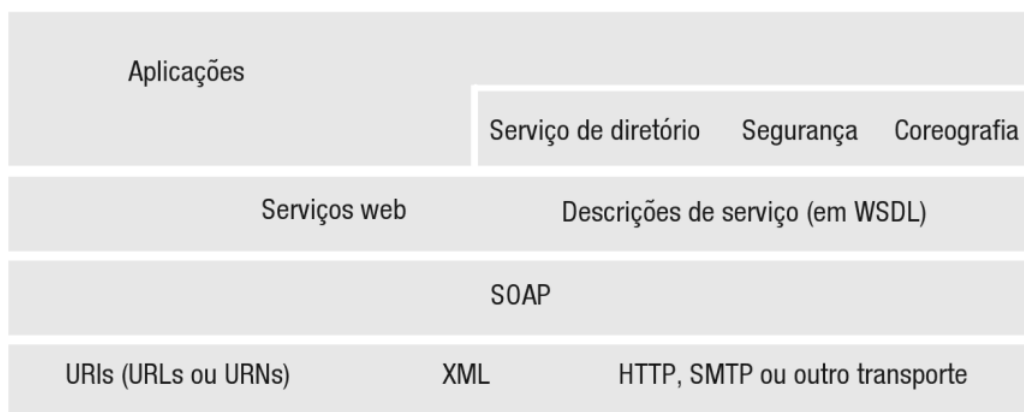 Aplicações
Serviço de diretório Segurança Coreografia
Serviços web Descrições de serviço (em WSDL)
SOAP
URIs (URLs ou URNs) XML HTTP, SMTP ou outro transporte